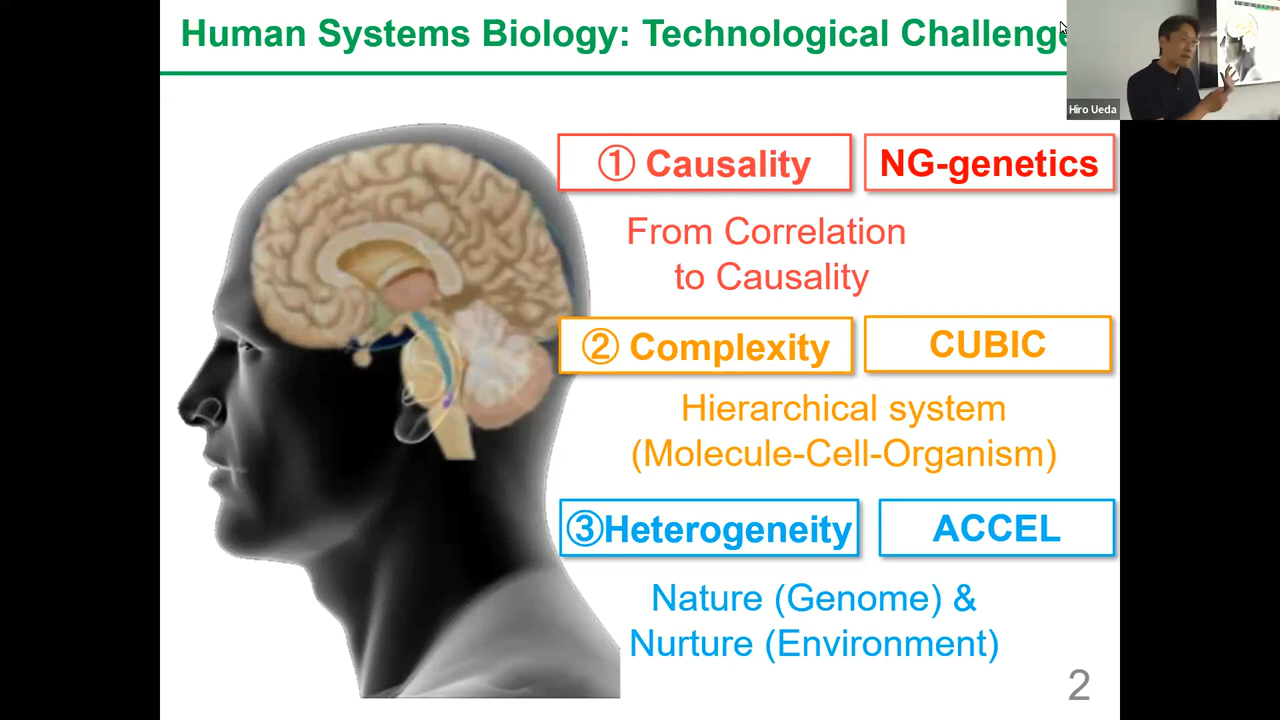 Human Systems Biology: Technological Challenge
Hiro Ueda
① Causality
NG-genetics
From Correlation
to Causality
② Complexity
CUBIC
Hierarchical system
(Molecule-Cell-Organism)
③Heterogeneity
ACCEL
Nature (Genome) &
Nurture (Environment)
2